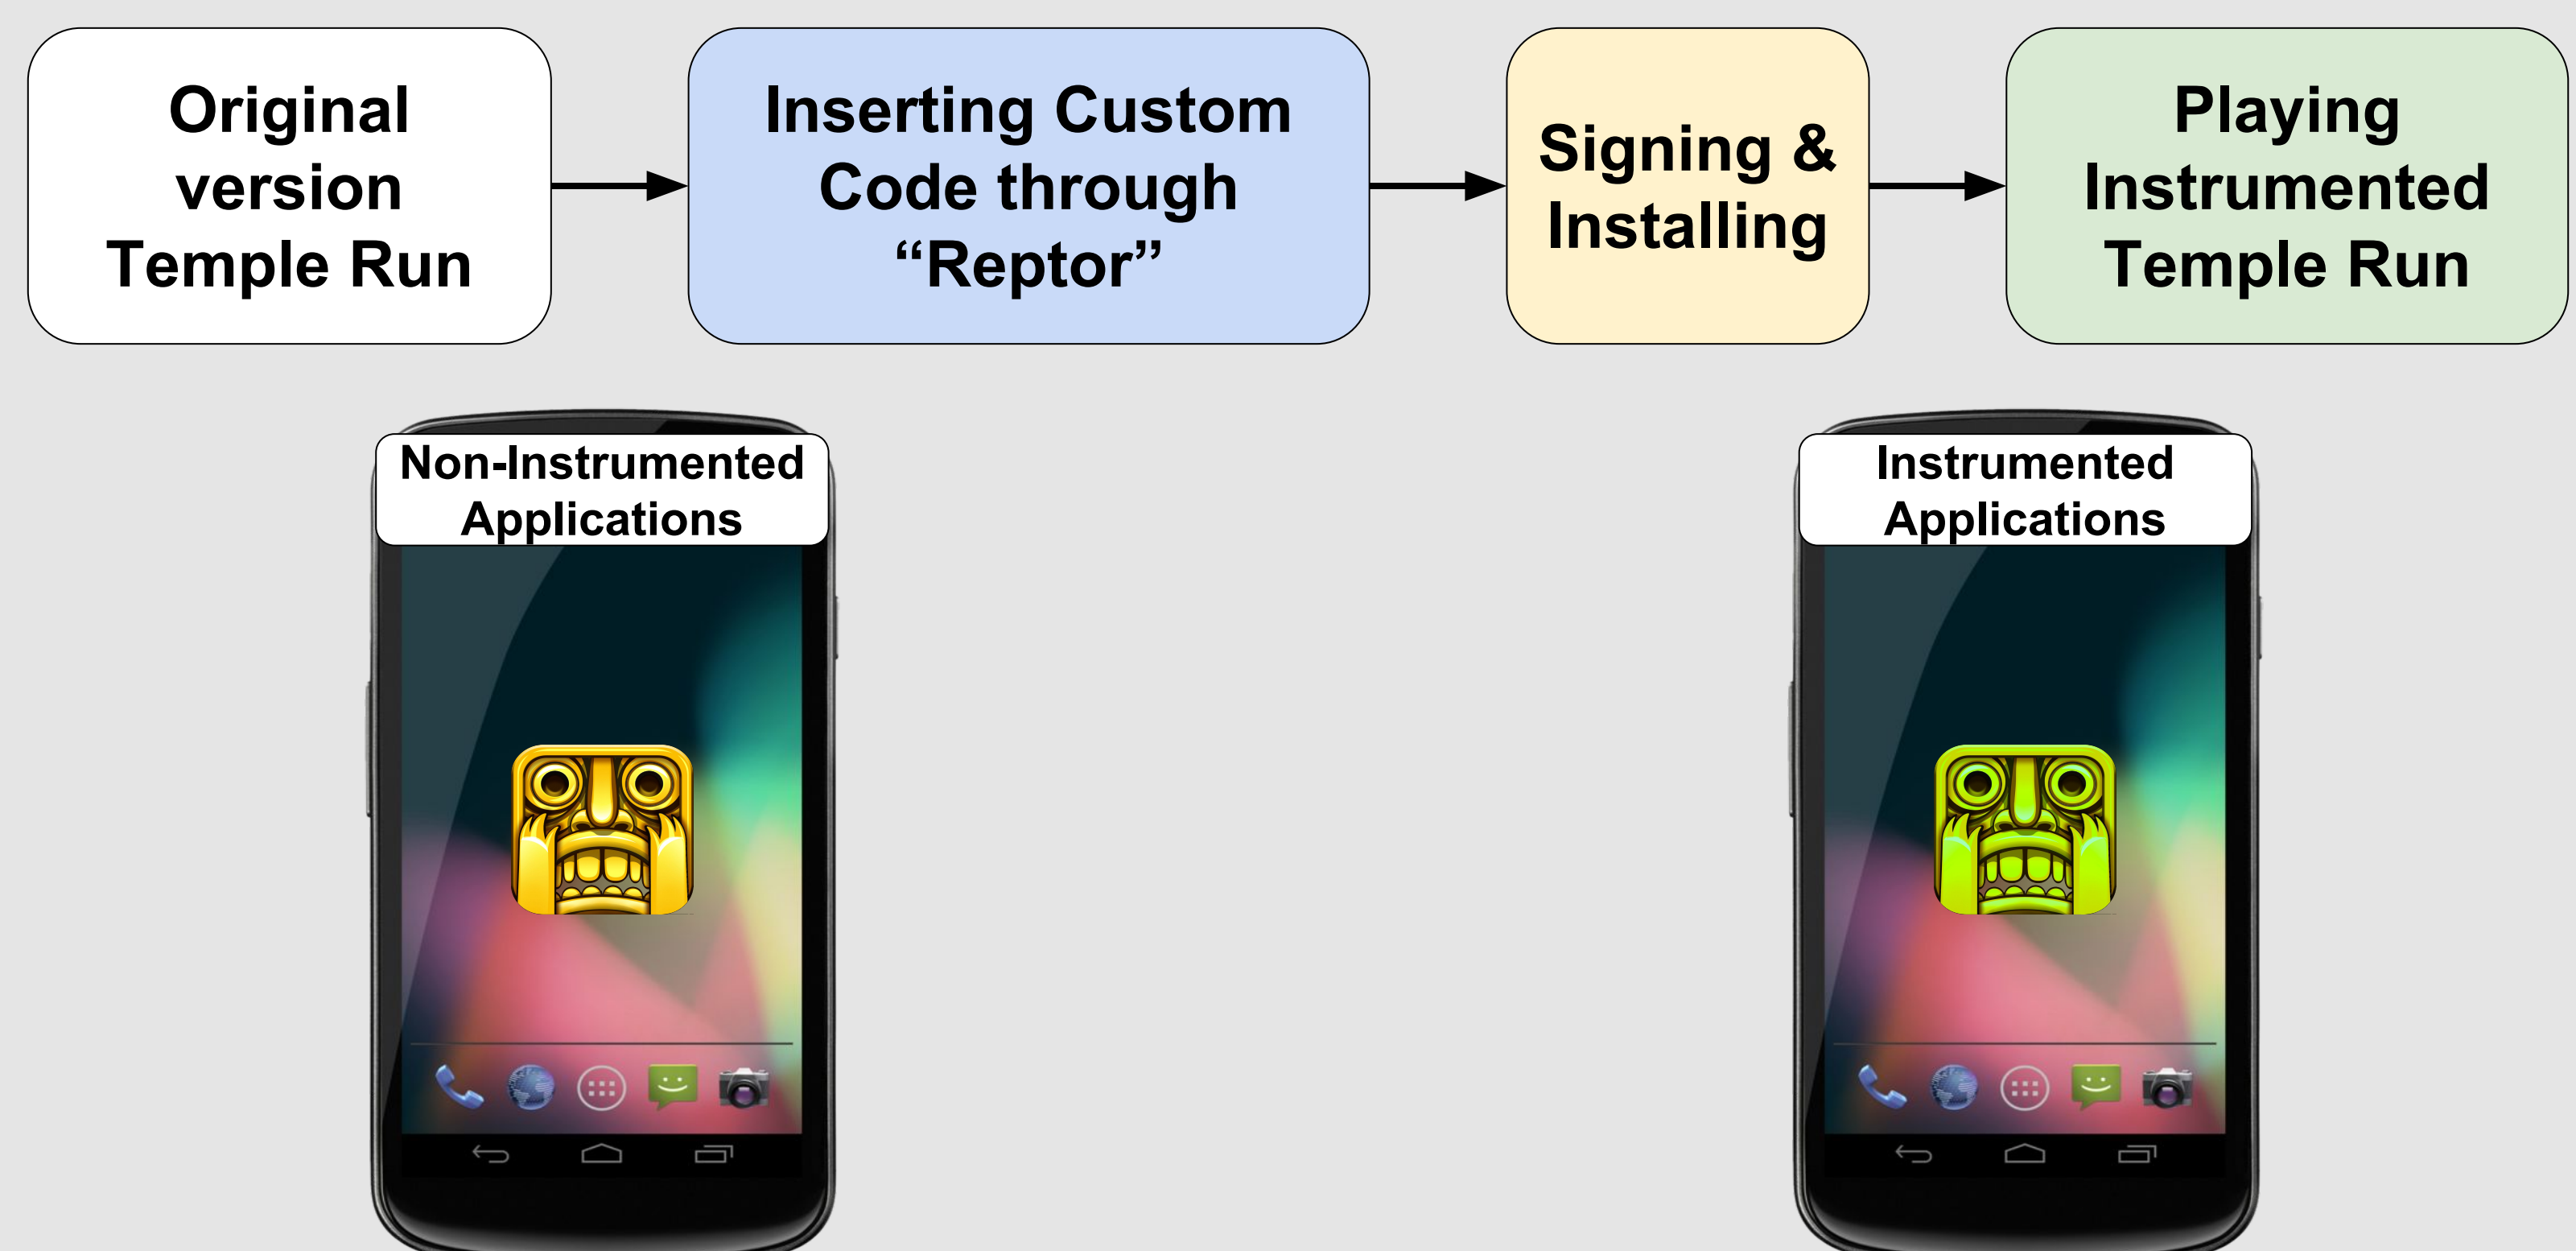 Original
version
Temple Run
Inserting Custom
Code through
“Reptor”
Signing &
Installing
Playing
Instrumented
Temple Run
Non-Instrumented
Applications
Instrumented
Applications